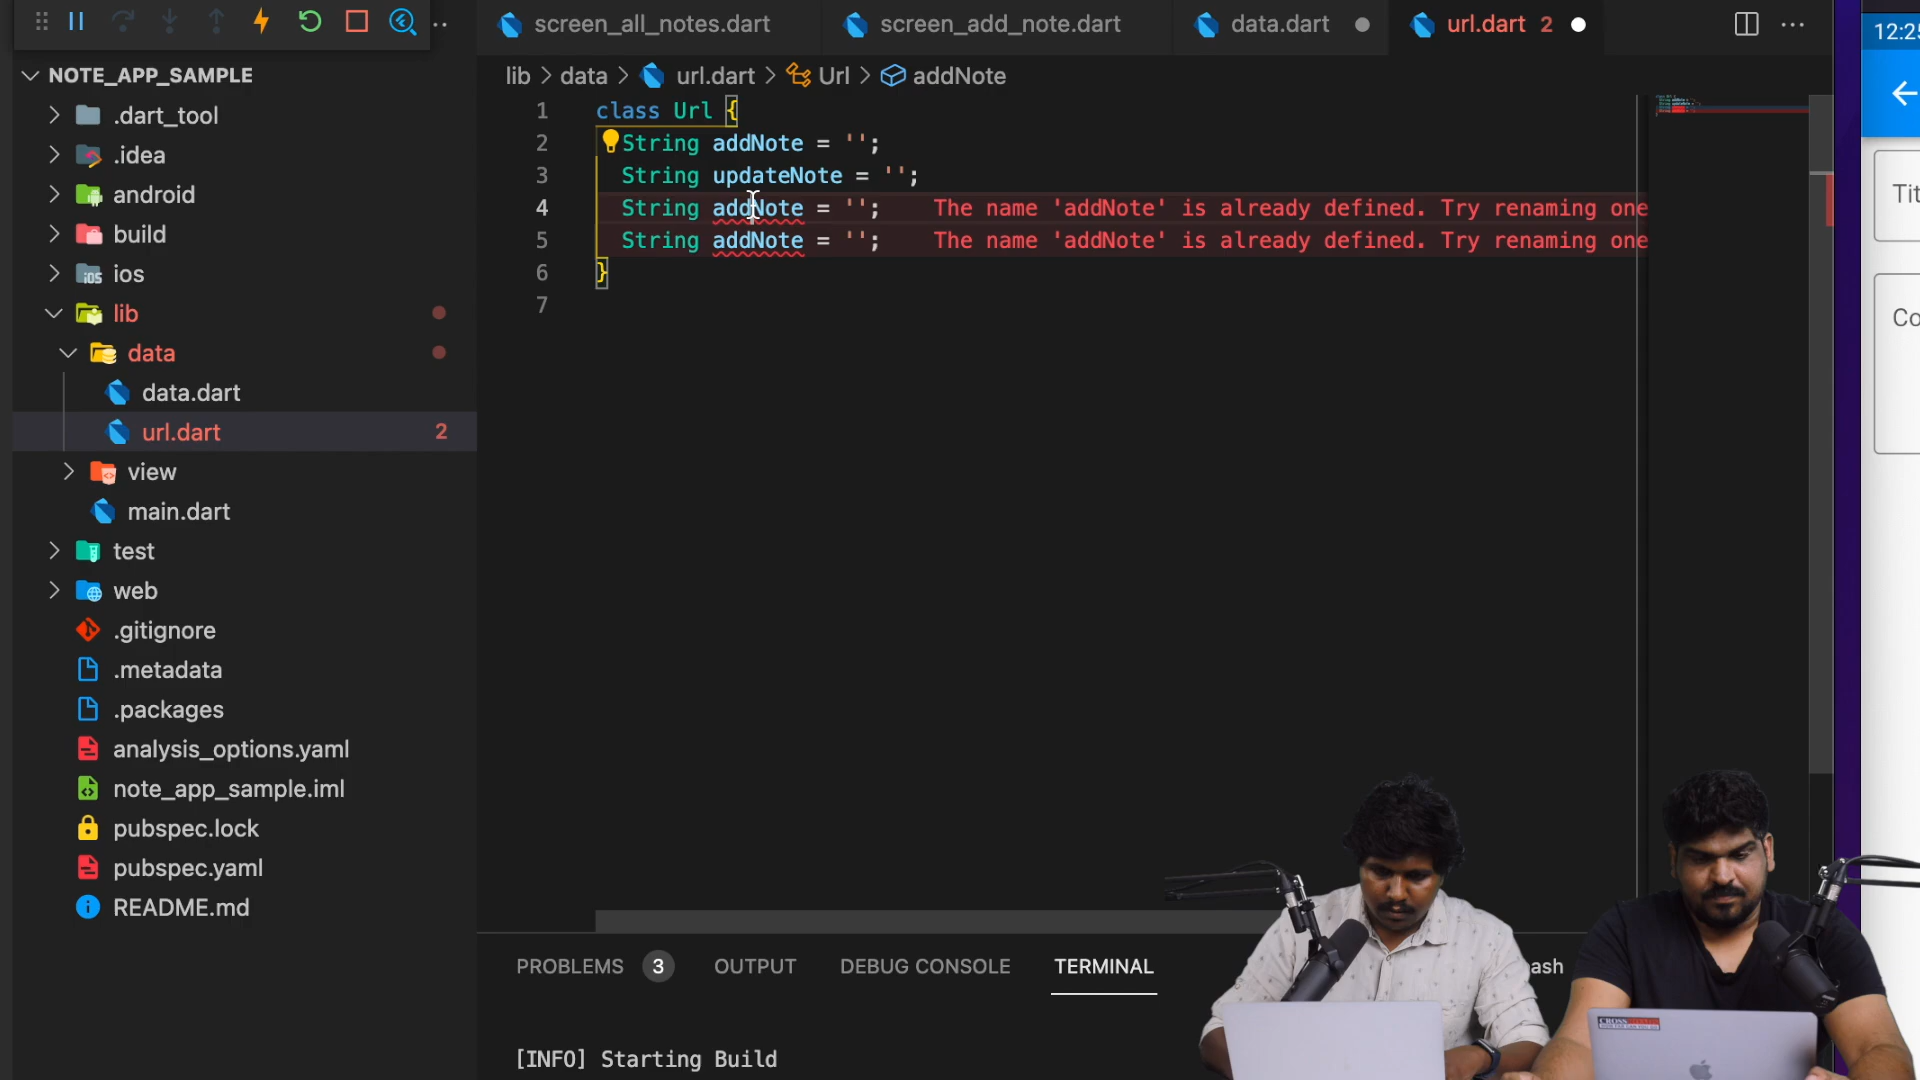 screen_all_notes.dart
screen_add_note.dart
data.dart
url.dart 2
12:25
NOTE_APP_SAMPLE
lib > data > url.dart > Url > addNote
.dart_tool
.idea
android
build
ios
lib
data
data.dart
url.dart 2
view
main.dart
test
web
.gitignore
.metadata
.packages
analysis_options.yaml
note_app_sample.iml
pubspec.lock
pubspec.yaml
README.md
1 class Url {
2 String addNote = '';
3 String updateNote = '';
4 String addNote = ''; The name 'addNote' is already defined. Try renaming one
5 String addNote = ''; The name 'addNote' is already defined. Try renaming one
6 }
7
Tit
Co
PROBLEMS 3 OUTPUT DEBUG CONSOLE TERMINAL
ash
[INFO] Starting Build